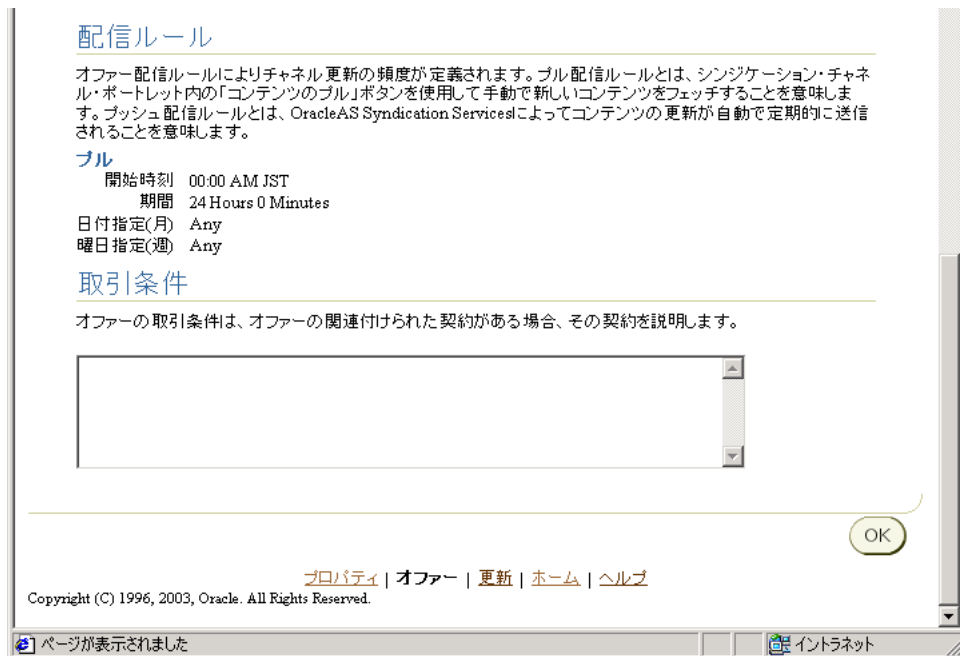 配信ルール
オファー配信ルールによりチャネル更新の頻度が定義されます。プル配信ルールとは、シンジケーション・チャネ
ル・ポートレット内の「コンテンツのプル」ボタンを使用して手動で新しいコンテンツをフェッチすることを意味しま
す。プッシュ配信ルールとは、OracleAS Syndication Servicesによってコンテンツの更新が自動で定期的に送信
されることを意味します。
プル
開始時刻 00:00 AM JST
期間 24 Hours 0 Minutes
日付指定(月) Any
曜日指定(週) Any
取引条件
オファーの取引条件は、オファーの関連付けられた契約がある場合、その契約を説明します。
OK
プロパティ | オファー | 更新 | ホーム | ヘルプ
Copyright (C) 1996, 2003, Oracle. All Rights Reserved.
ページが表示されました イントラネット